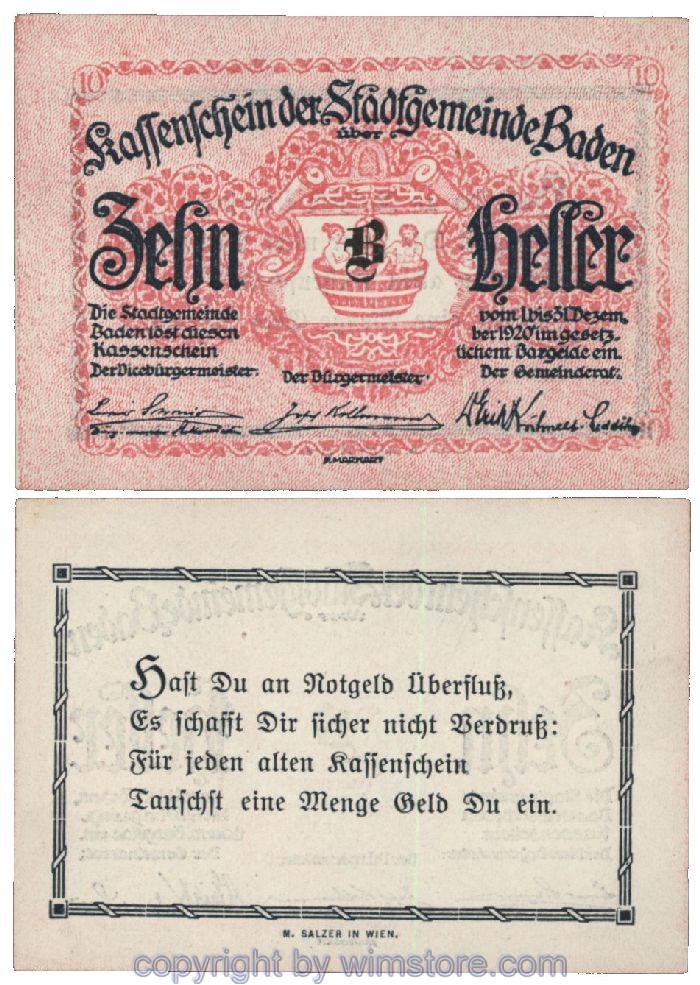 10 10
Kassenschein der Stadtgemeinde Baden
über
Zehn B Heller
Die Stadtgemeinde
Baden löst diesen
Kassenschein
Der Vicebürgermeister:
Der Bürgermeister:
vom 1. bis 31. Dezem
ber 1920 im gesetz-
lichem Bargelde ein.
Der Gemeinderat:
R. MARHART
Hast Du an Notgeld Überfluß,
Es schafft Dir sicher nicht Verdruß:
Für jeden alten Kassenschein
Tauschst eine Menge Geld Du ein.
M. SALZER IN WIEN.
copyright by wimstore.com